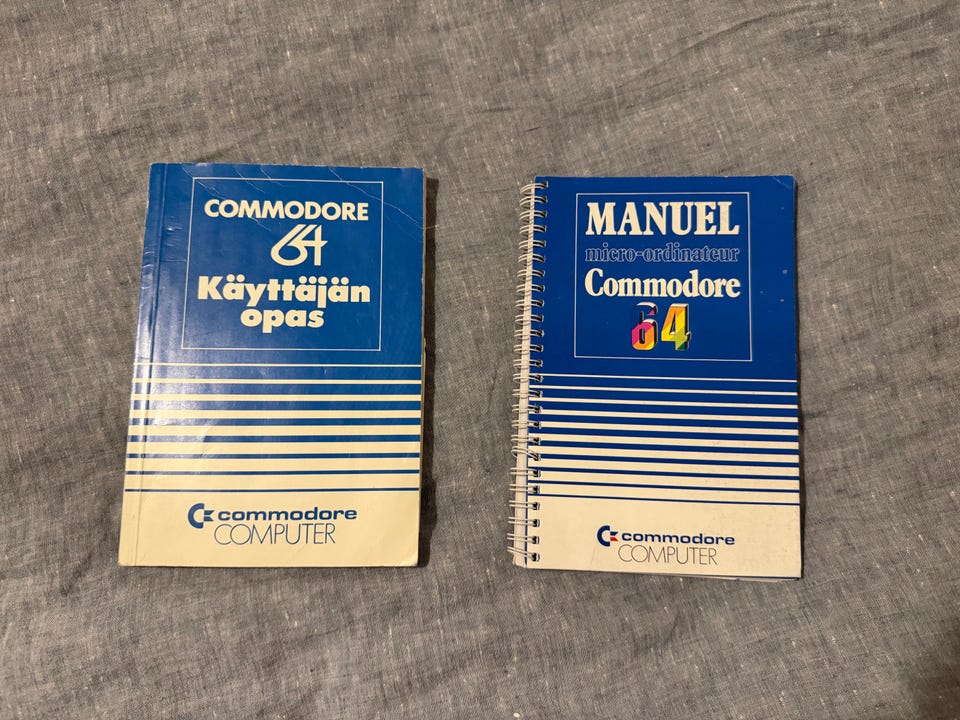 COMMODORE
64
Käyttäjän
opas
commodore
COMPUTER
MANUEL
micro-ordinateur
Commodore
64
commodore
COMPUTER